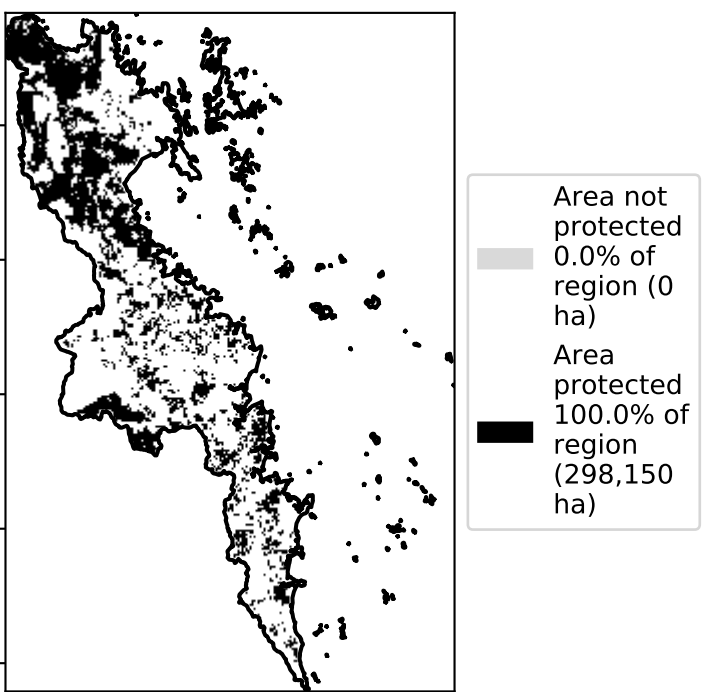 Area not
protected
0.0% of
region (0
ha)
Area
protected
100.0% of
region
(298,150
ha)